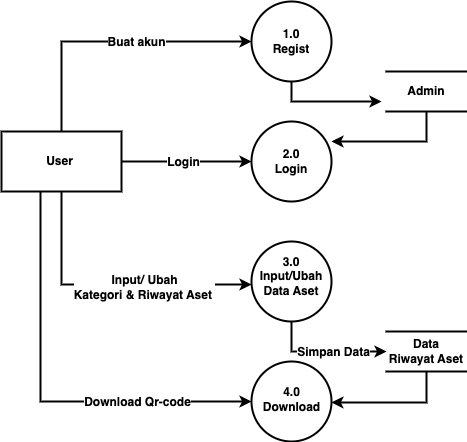 1.0
Regist
Buat akun
Admin
User
Login
2.0
Login
Input/ Ubah
Kategori & Riwayat Aset
3.0
Input/Ubah
Data Aset
Simpan Data
Data
Riwayat Aset
Download Qr-code
4.0
Download